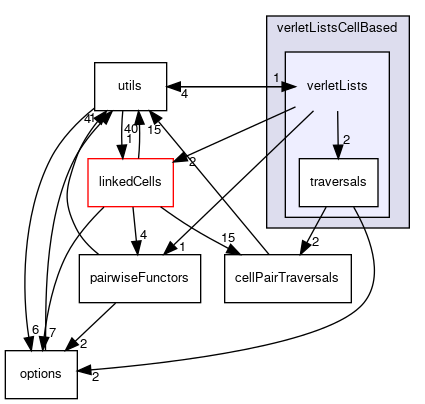 verletListsCellBased
utils
1
verletLists
4
41
1
40
15
2
2
linkedCells
traversals
4
15
1
2
pairwiseFunctors
cellPairTraversals
6
7
2
options
2